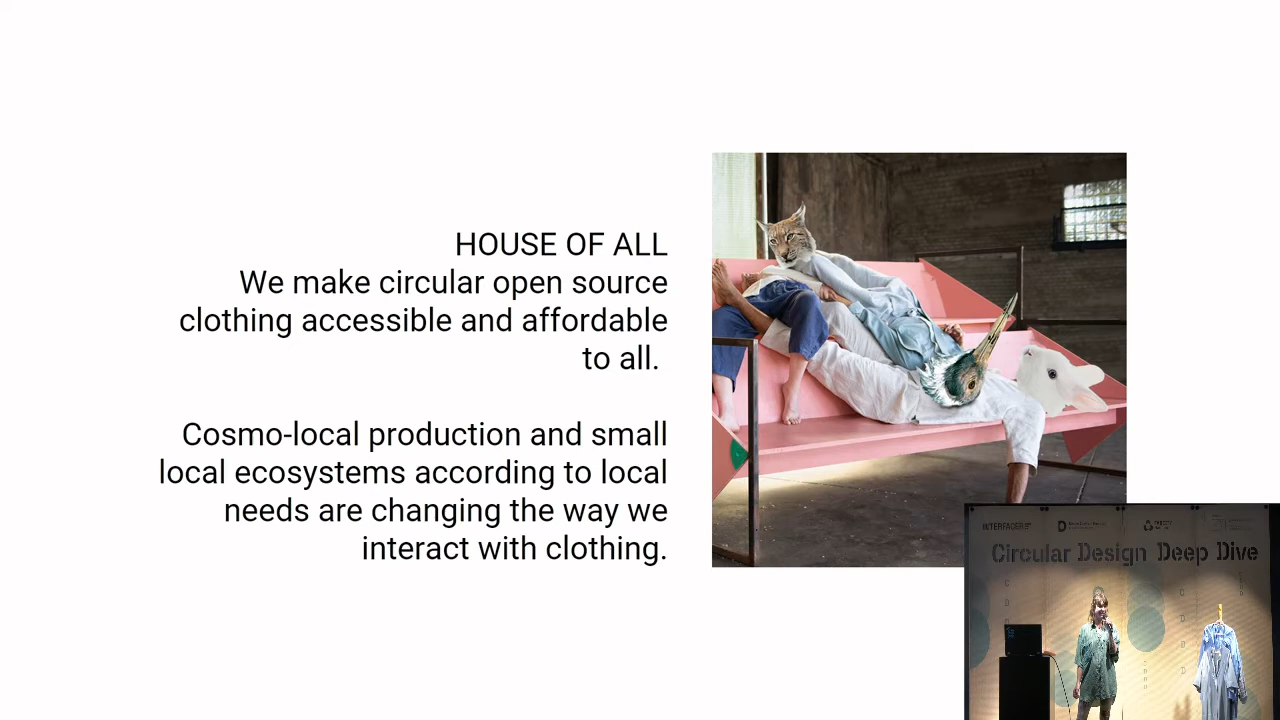 HOUSE OF ALL
We make circular open source
clothing accessible and affordable
to all.
Cosmo-local production and small
local ecosystems according to local
needs are changing the way we
interact with clothing.
INTERFACER
Circular Design Deep Dive